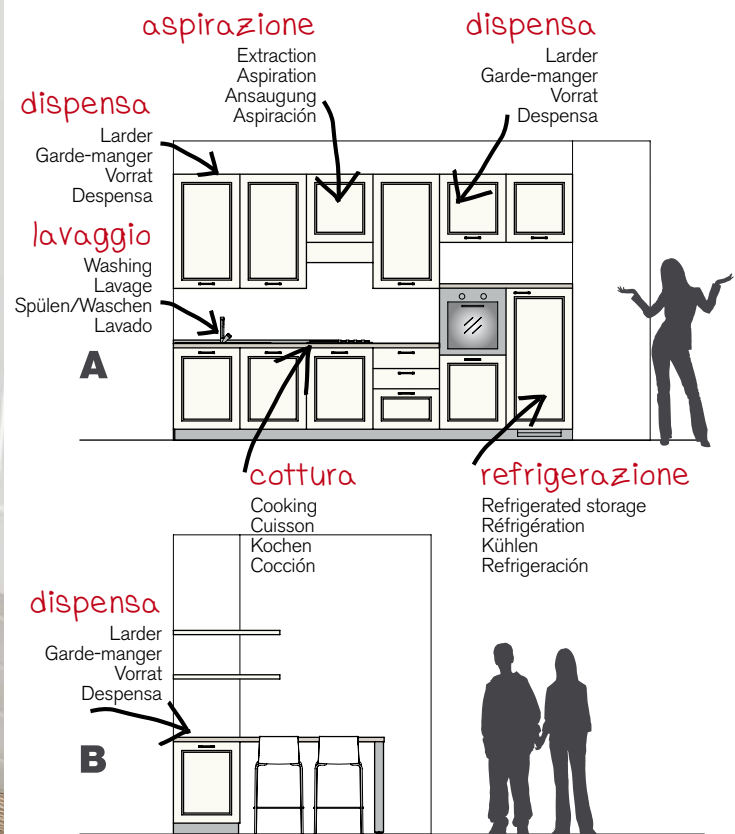 aspirazione
Extraction
Aspiration
Ansaugung
Aspiración
dispensa
Larder
Garde-manger
Vorrat
Despensa
dispensa
Larder
Garde-manger
Vorrat
Despensa
lavaggio
Washing
Lavage
Spülen/Waschen
Lavado
A
cottura
Cooking
Cuisson
Kochen
Cocción
refrigerazione
Refrigerated storage
Réfrigération
Kühlen
Refrigeración
dispensa
Larder
Garde-manger
Vorrat
Despensa
B